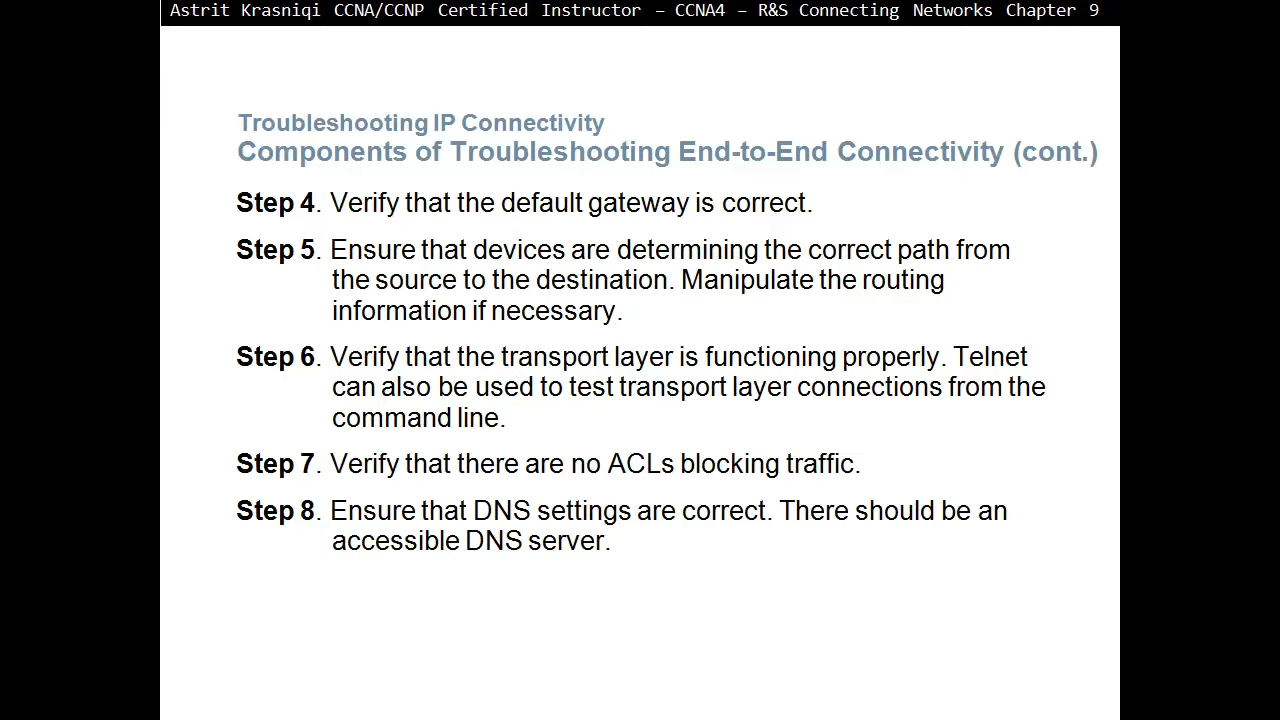 Astrit Krasniqi CCNA/CCNP Certified Instructor – CCNA4 – R&S Connecting Networks Chapter 9
Troubleshooting IP Connectivity
Components of Troubleshooting End-to-End Connectivity (cont.)
Step 4. Verify that the default gateway is correct.
Step 5. Ensure that devices are determining the correct path from
the source to the destination. Manipulate the routing
information if necessary.
Step 6. Verify that the transport layer is functioning properly. Telnet
can also be used to test transport layer connections from the
command line.
Step 7. Verify that there are no ACLs blocking traffic.
Step 8. Ensure that DNS settings are correct. There should be an
accessible DNS server.